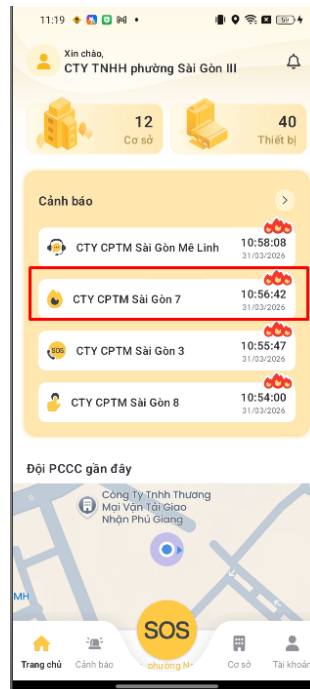 11:19
59
Xin chào,
CTY TNHH phường Sài Gòn III
12
Cơ sở
40
Thiết bị
Cảnh báo
CTY CPTM Sài Gòn Mê Linh
10:58:08
31/03/2026
CTY CPTM Sài Gòn 7
10:56:42
31/03/2026
SOS
CTY CPTM Sài Gòn 3
10:55:47
31/03/2026
CTY CPTM Sài Gòn 8
10:54:00
31/03/2026
Đội PCCC gần đây
Công Ty Tnhh Thương
Mại Vận Tải Giao
Nhận Phú Giang
MH
SOS
phường N
Trang chủ
Cảnh báo
Cơ sở
Tài khoản